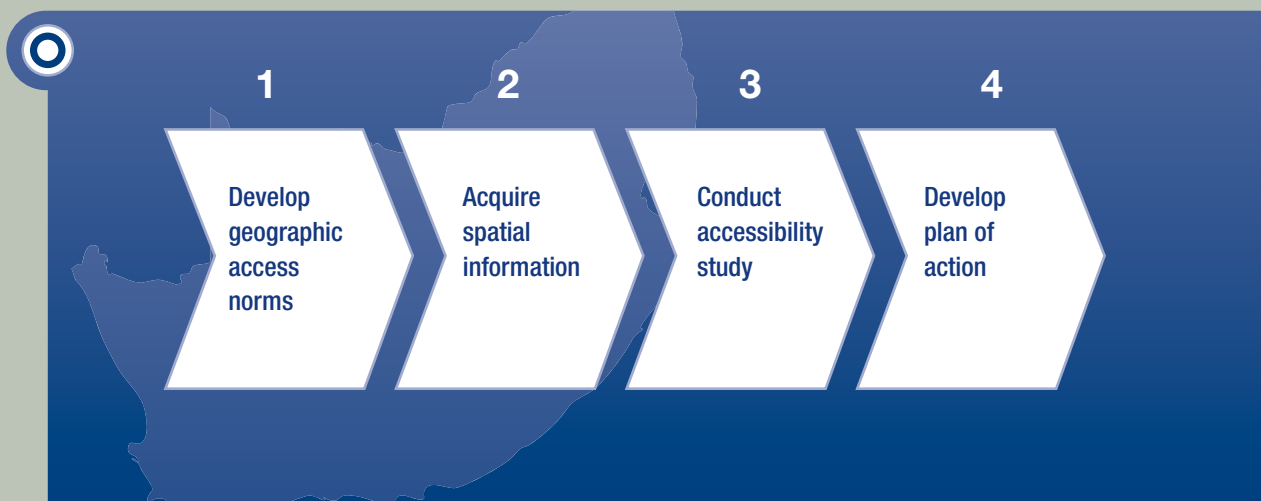 1
2
3
4
Develop
geographic
access
norms
Acquire
spatial
information
Conduct
accessibility
study
Develop
plan of
action